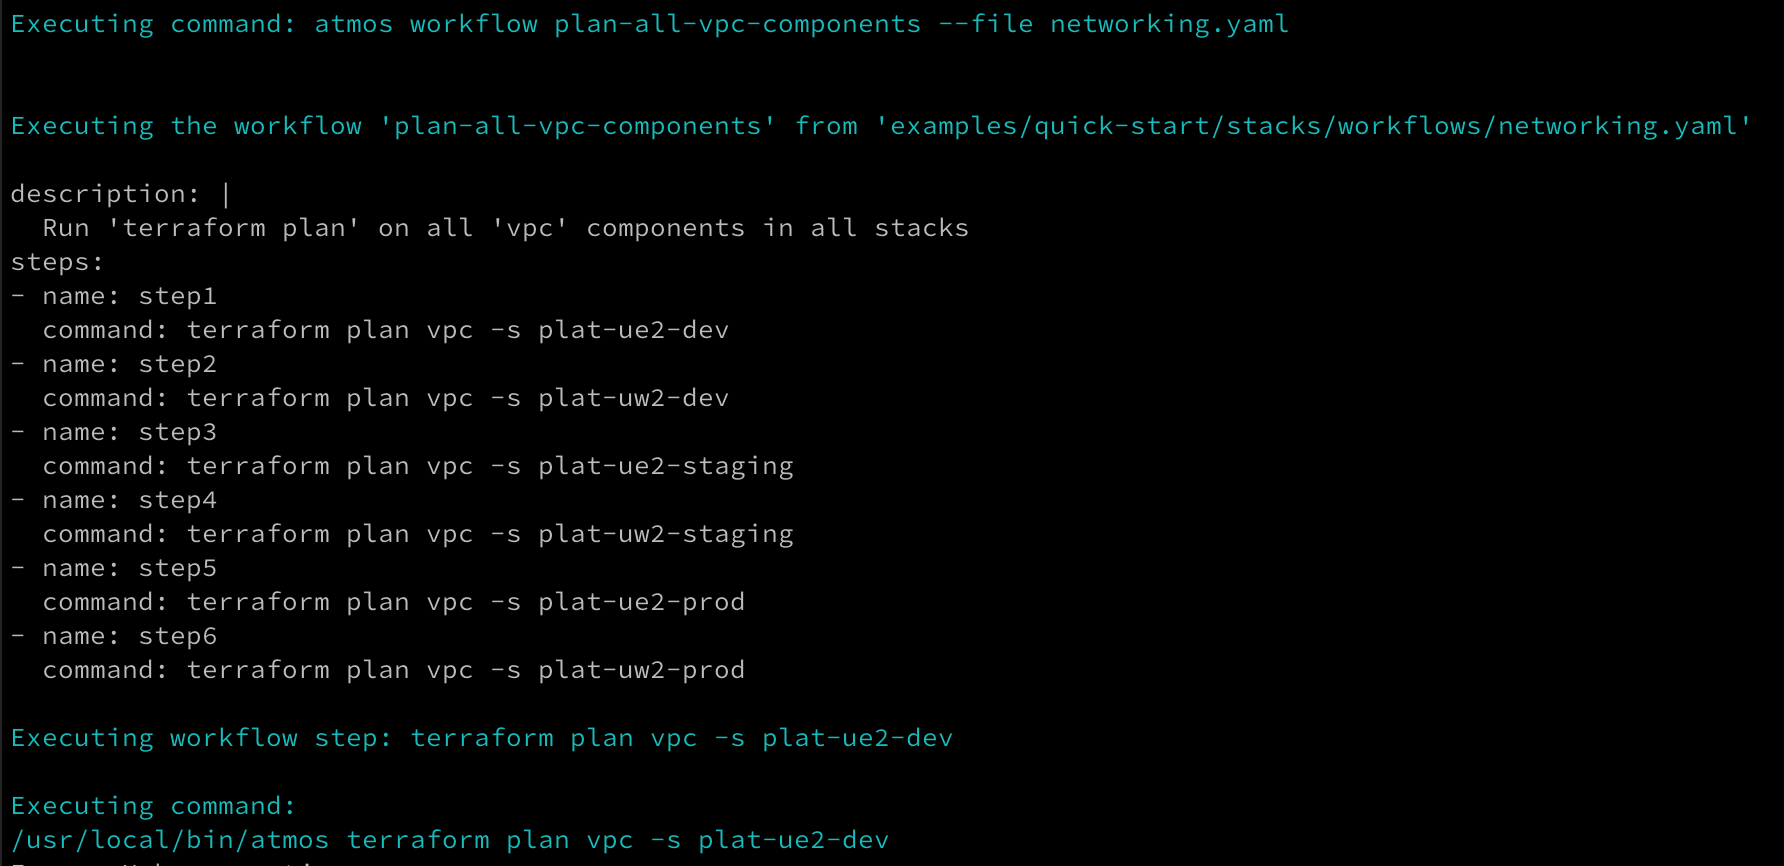 Executing command: atmos workflow plan-all-vpc-components --file networking.yaml
Executing the workflow 'plan-all-vpc-components' from 'examples/quick-start/stacks/workflows/networking.yaml'
description: |
  Run 'terraform plan' on all 'vpc' components in all stacks
steps:
- name: step1
  command: terraform plan vpc -s plat-ue2-dev
- name: step2
  command: terraform plan vpc -s plat-uw2-dev
- name: step3
  command: terraform plan vpc -s plat-ue2-staging
- name: step4
  command: terraform plan vpc -s plat-uw2-staging
- name: step5
  command: terraform plan vpc -s plat-ue2-prod
- name: step6
  command: terraform plan vpc -s plat-uw2-prod
Executing workflow step: terraform plan vpc -s plat-ue2-dev
Executing command:
/usr/local/bin/atmos terraform plan vpc -s plat-ue2-dev